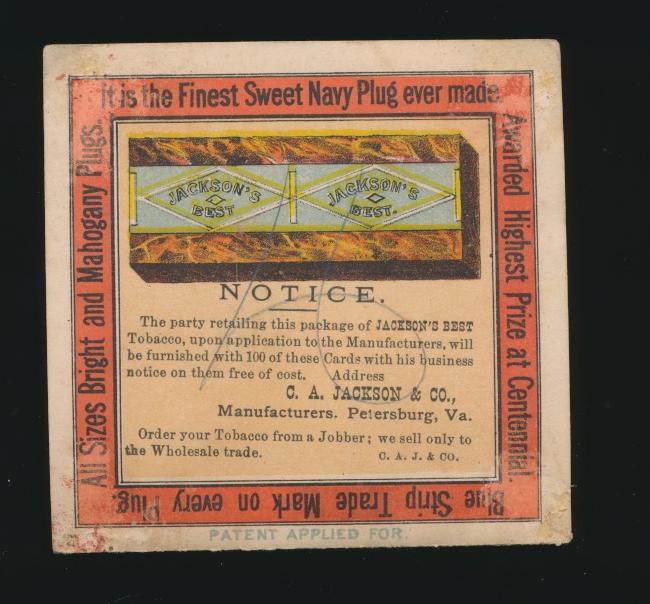 It is the Finest Sweet Navy Plug ever made.
Awarded Highest Prize at Centennial.
Blue Strip Trade Mark on every Plug.
All Sizes Bright and Mahogany Plugs.
JACKSON'S BEST
JACKSON'S BEST.
NOTICE.
The party retailing this package of JACKSON'S BEST
Tobacco, upon application to the Manufacturers, will
be furnished with 100 of these Cards with his business
notice on them free of cost. Address
C. A. JACKSON & CO.,
Manufacturers. Petersburg, Va.
Order your Tobacco from a Jobber; we sell only to
the Wholesale trade. C. A. J. & CO.
PATENT APPLIED FOR.